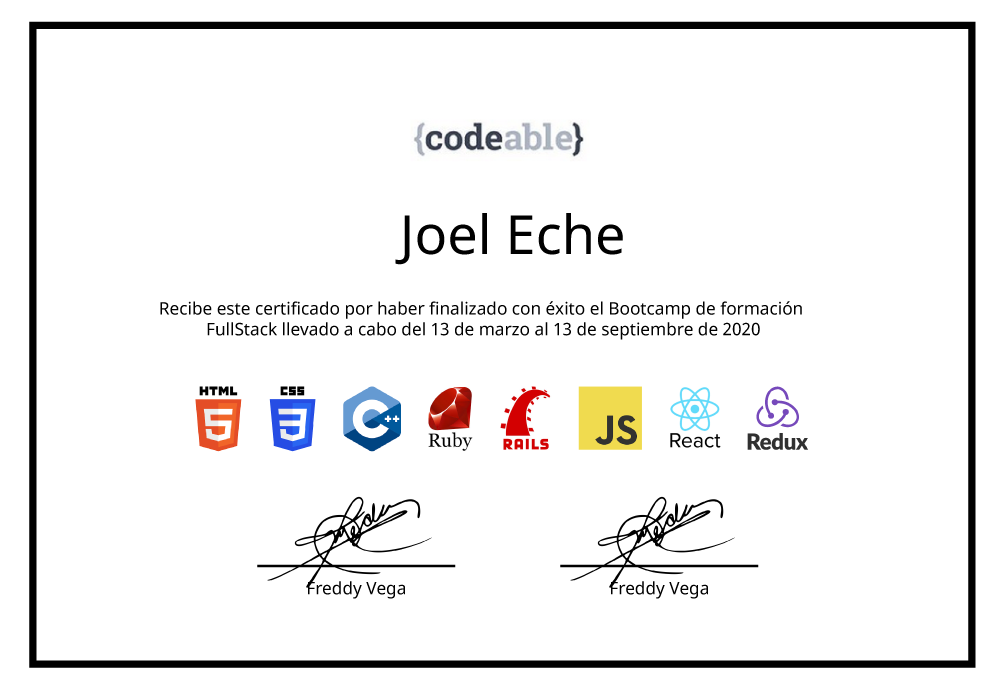 {codeable}
Joel Eche
Recibe este certificado por haber finalizado con éxito el Bootcamp de formación
FullStack llevado a cabo del 13 de marzo al 13 de septiembre de 2020
HTML 5 CSS 3 C++ Ruby RAILS JS React Redux
Freddy Vega Freddy Vega